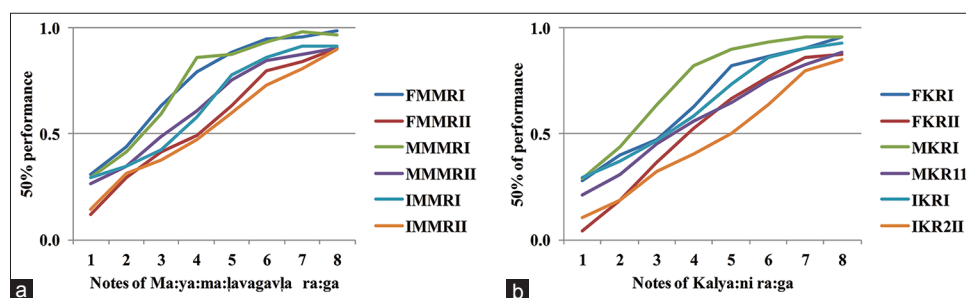 1.0
0.5
0.0
50% performance
1 2 3 4 5 6 7 8
Notes of Ma:ya:ma:ḷavagavḷa ra:ga
FMMRI
FMMRII
MMMRI
MMMRII
IMMRI
IMMRII
a
1.0
0.5
0.0
50% of performance
1 2 3 4 5 6 7 8
Notes of Kalya:ni ra:ga
FKRI
FKRII
MKRI
MKR11
IKRI
IKR2II
b